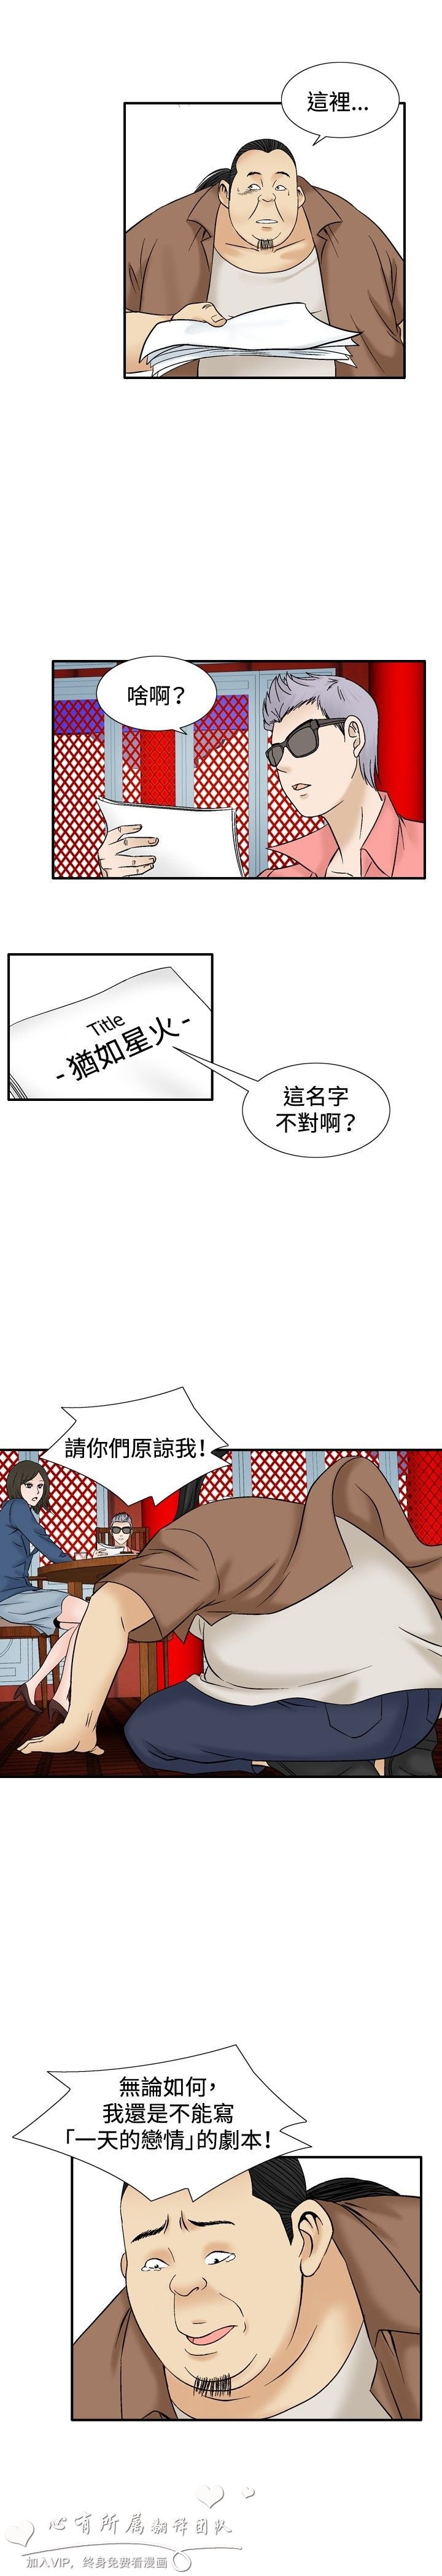 這裡...
啥啊？
Title
- 猶如星火 -
這名字
不對啊？
請你們原諒我！
無論如何，
我還是不能寫
「一天的戀情」的劇本！
心有所属翻译团队
加入VIP，终身免费看漫画